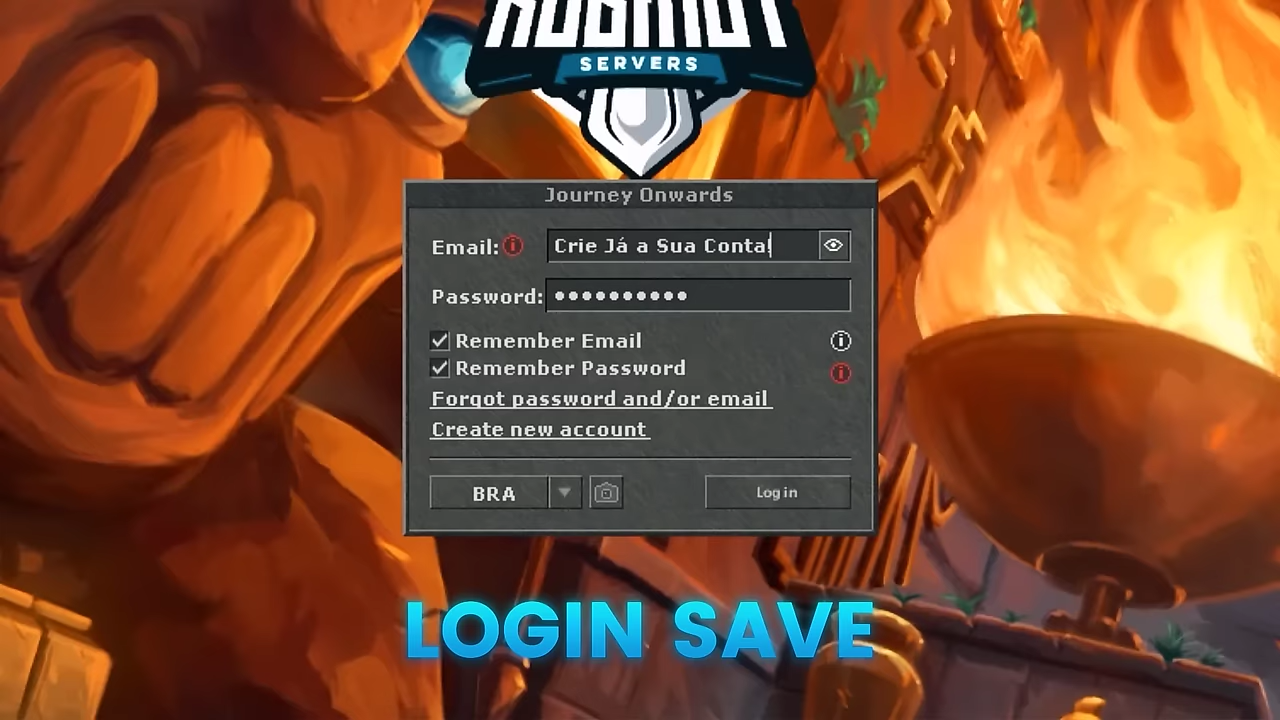 SERVERS
Journey Onwards
Email:
Crie Já a Sua Conta!
Password:
Remember Email
Remember Password
Forgot password and/or email
Create new account
BRA
Log in
LOGIN SAVE